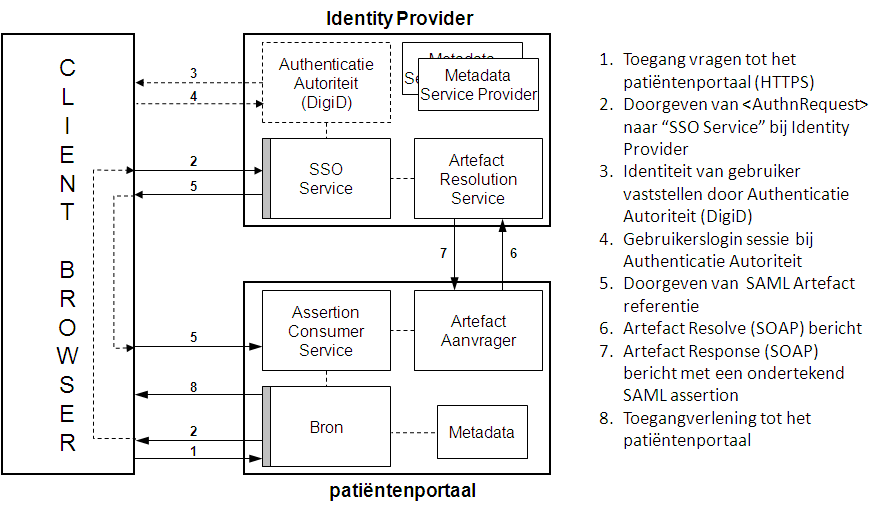 Identity Provider
C
L
I
E
N
T
B
R
O
W
S
E
R
Authenticatie
Autoriteit
(DigiD)
Metadata
Se
Metadata
Service Provider
3
4
SSO
Service
Artefact
Resolution
Service
2
5
7
6
Assertion
Consumer
Service
Artefact
Aanvrager
5
8
Bron
Metadata
2
1
patiëntenportaal
1. Toegang vragen tot het
patiëntenportaal (HTTPS)
2. Doorgeven van <AuthnRequest>
naar “SSO Service” bij Identity
Provider
3. Identiteit van gebruiker
vaststellen door Authenticatie
Autoriteit (DigiD)
4. Gebruikerslogin sessie bij
Authenticatie Autoriteit
5. Doorgeven van SAML Artefact
referentie
6. Artefact Resolve (SOAP) bericht
7. Artefact Response (SOAP)
bericht met een ondertekend
SAML assertion
8. Toegangverlening tot het
patiëntenportaal